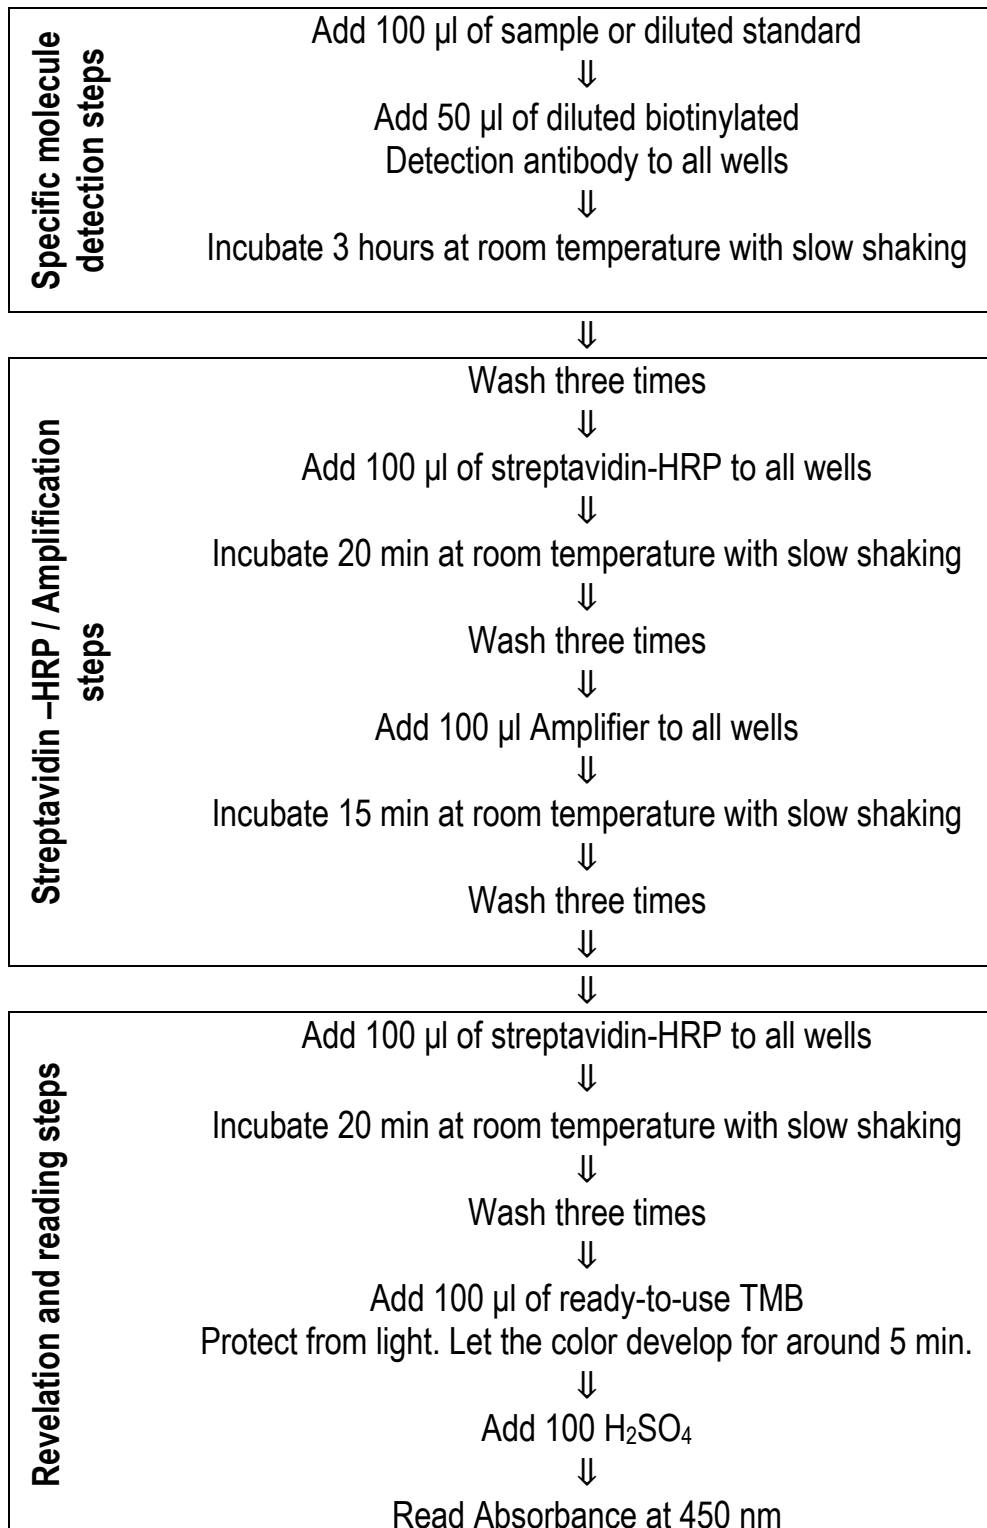 Specific molecule
detection steps
Add 100 µl of sample or diluted standard
⇓
Add 50 µl of diluted biotinylated
Detection antibody to all wells
⇓
Incubate 3 hours at room temperature with slow shaking
⇓
Streptavidin –HRP / Amplification
steps
Wash three times
⇓
Add 100 µl of streptavidin-HRP to all wells
⇓
Incubate 20 min at room temperature with slow shaking
⇓
Wash three times
⇓
Add 100 µl Amplifier to all wells
⇓
Incubate 15 min at room temperature with slow shaking
⇓
Wash three times
⇓
⇓
Revelation and reading steps
Add 100 µl of streptavidin-HRP to all wells
⇓
Incubate 20 min at room temperature with slow shaking
⇓
Wash three times
⇓
Add 100 µl of ready-to-use TMB
Protect from light. Let the color develop for around 5 min.
⇓
Add 100 H₂SO₄
⇓
Read Absorbance at 450 nm